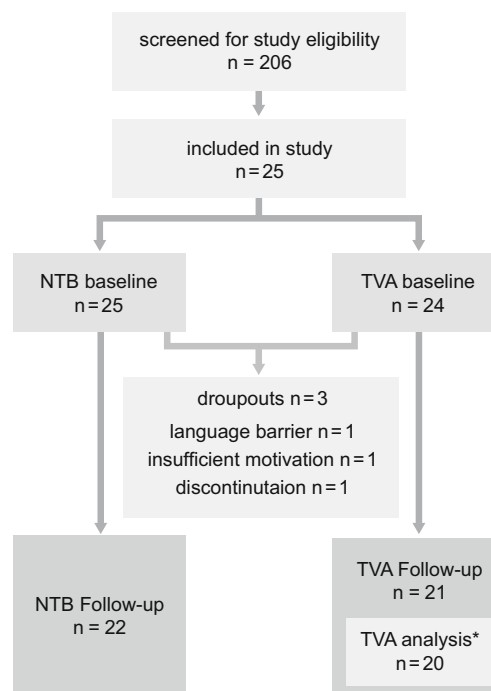 screened for study eligibility
n = 206
included in study
n=25
NTB baseline
n=25
TVA baseline
n = 24
droupouts n=3
language barrier n=1
insufficient motivation n=1
discontinutaion n=1
NTB Follow-up
n = 22
TVA Follow-up
n = 21
TVA analysis*
n=20